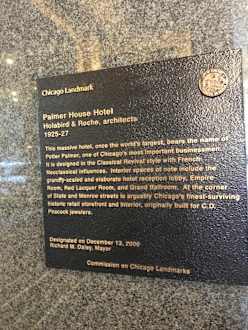 Chicago Landmark
Palmer House Hotel
Holabird & Roche, architects
1925-27
This massive hotel, once the world's largest, bears the name of
Potter Palmer, one of Chicago's most important businessmen.
It is designed in the Classical Revival style with French
Neoclassical influences. Interior spaces of note include the
grandly-scaled and elaborate hotel reception lobby, Empire
Room, Red Lacquer Room, and Grand Ballroom. At the corner
of State and Monroe streets is arguably Chicago's finest-surviving
historic retail storefront and interior, originally built for C.D.
Peacock jewelers.
Designated on December 13, 2006
Richard M. Daley, Mayor
Commission on Chicago Landmarks